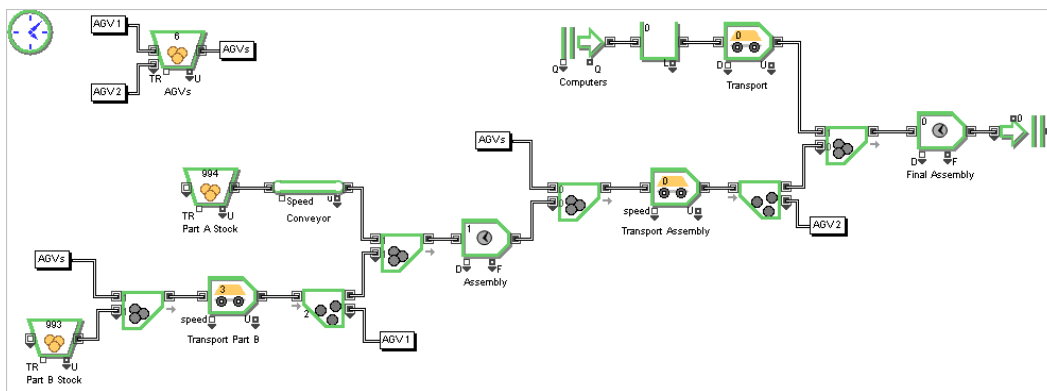 AGV1
6
AGVs
AGV2
TR
U
AGVs
0
0
Q
Q
L
D
U
Computers
Transport
0
0
D
F
Final Assembly
AGVs
0
speed
U
Transport Assembly
AGV2
994
Speed
u
Conveyor
TR
U
Part A Stock
1
D
F
Assembly
AGVs
3
speed
U
Transport Part B
2
AGV1
993
TR
U
Part B Stock